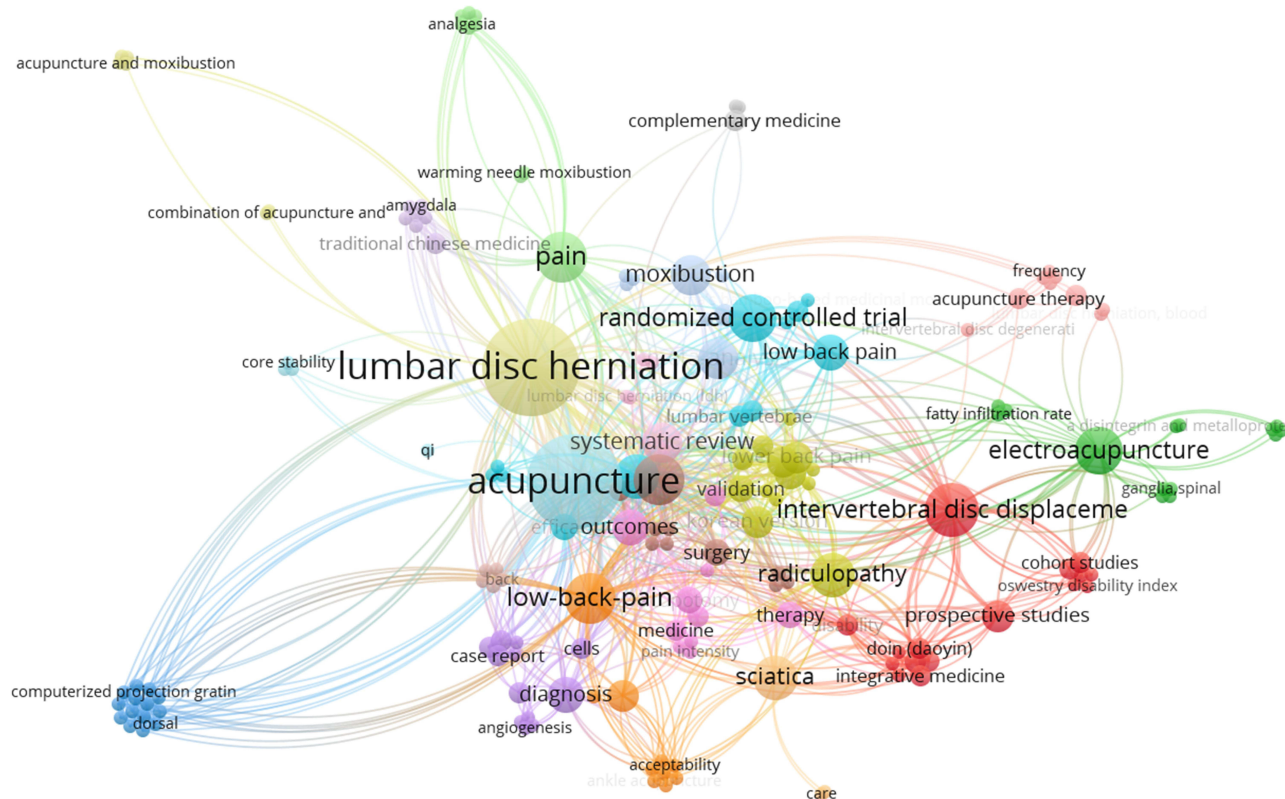 analgesia
acupuncture and moxibustion
complementary medicine
warming needle moxibustion
amygdala
combination of acupuncture and
traditional chinese medicine
pain
moxibustion
frequency
acupuncture therapy
randomized controlled trial
intervertebral disc degenerati
low back pain
core stability
lumbar disc herniation
lumbar disc herniation (ldh)
lumbar vertebrae
fatty infiltration rate
a disintegrin and metalloprote
systematic review
qi
electroacupuncture
lower back pain
acupuncture
validation
ganglia,spinal
intervertebral disc displaceme
outcomes
korean version
surgery
cohort studies
radiculopathy
back
oswestry disability index
low-back-pain
therapy
prospective studies
disability
medicine
case report
cells
pain intensity
doin (daoyin)
sciatica
integrative medicine
computerized projection gratin
diagnosis
dorsal
angiogenesis
acceptability
ankle acupuncture
care